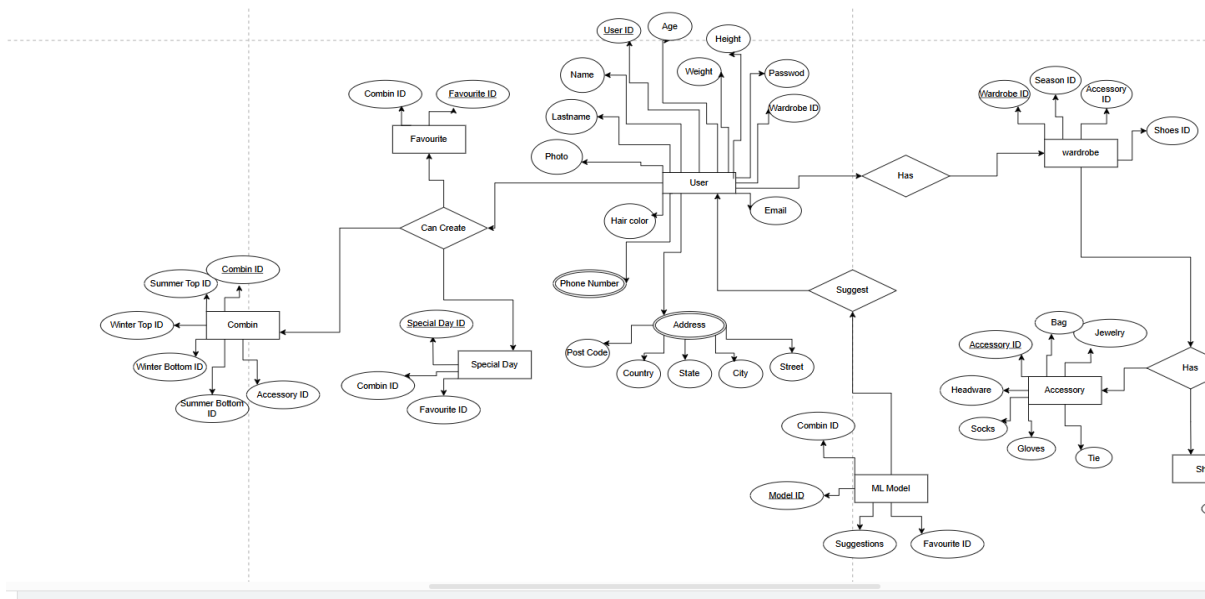 User ID
Age
Height
Name
Weight
Passwod
Wardrobe ID
Lastname
Photo
User
Hair color
Email
Phone Number
Address
Post Code
Country
State
City
Street
Combin ID
Favourite ID
Favourite
Can Create
Combin ID
Summer Top ID
Winter Top ID
Combin
Winter Bottom ID
Summer Bottom
ID
Accessory ID
Special Day ID
Special Day
Combin ID
Favourite ID
Has
Suggest
Combin ID
ML Model
Model ID
Suggestions
Favourite ID
Wardrobe ID
Season ID
Accessory
ID
Shoes ID
wardrobe
Accessory ID
Bag
Jewelry
Headware
Accessory
Has
Socks
Gloves
Tie
Sh